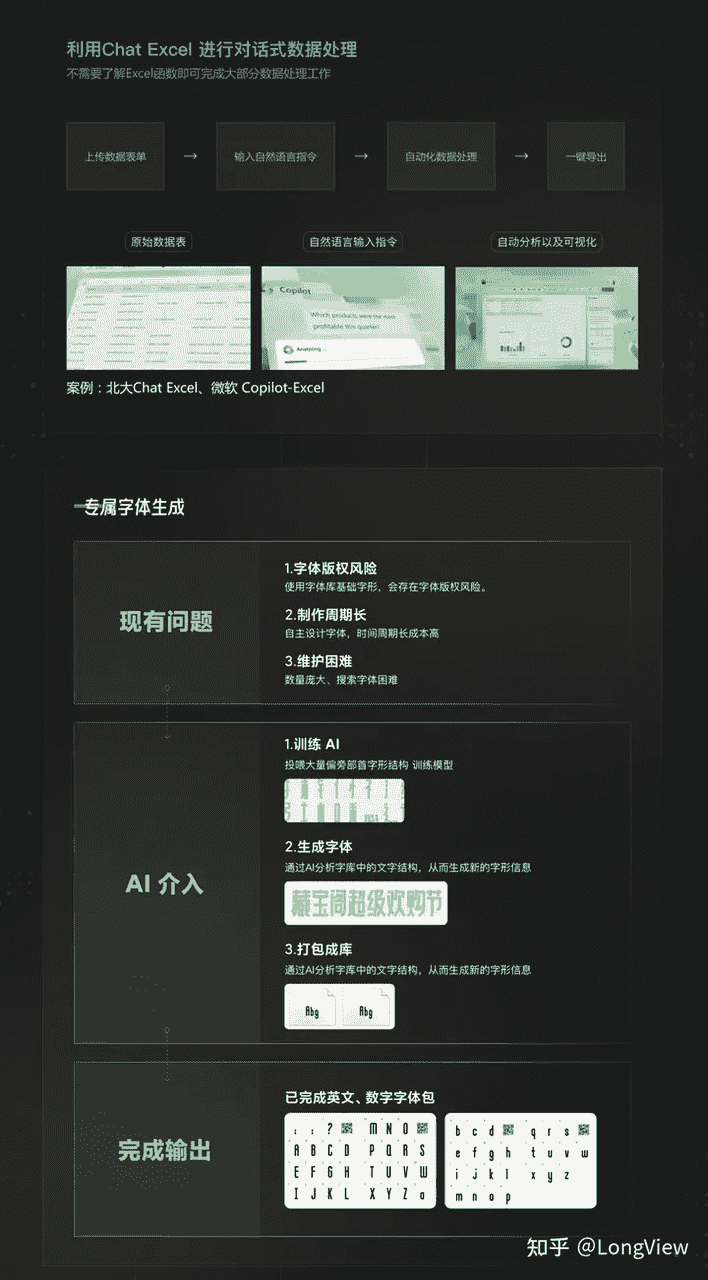 利用Chat Excel 进行对话式数据处理
不需要了解Excel函数即可完成大部分数据处理工作
上传数据表单 → 输入自然语言指令 → 自动化数据处理 → 一键导出
原始数据表 自然语言输入指令 自动分析以及可视化
Copilot
Which products were the most
profitable this quarter?
Analyzing ...
案例：北大Chat Excel、微软 Copilot-Excel
专属字体生成
现有问题
1.字体版权风险
使用字体库基础字形，会存在字体版权风险。
2.制作周期长
自主设计字体，时间周期长成本高
3.维护困难
数量庞大、搜索字体困难
AI 介入
1.训练 AI
投喂大量偏旁部首字形结构 训练模型
2.生成字体
通过AI分析字库中的文字结构，从而生成新的字形信息
藏宝阁超级欢购节
3.打包成库
通过AI分析字库中的文字结构，从而生成新的字形信息
Abg Abg
完成输出
已完成英文、数字字体包
: ; ? M N O
A B C D P Q R S
E F G H T U V W
I J K L X Y Z a
b c d q r s
e f g h t u v w
i j k l x y z
m n o p
知乎 @LongView